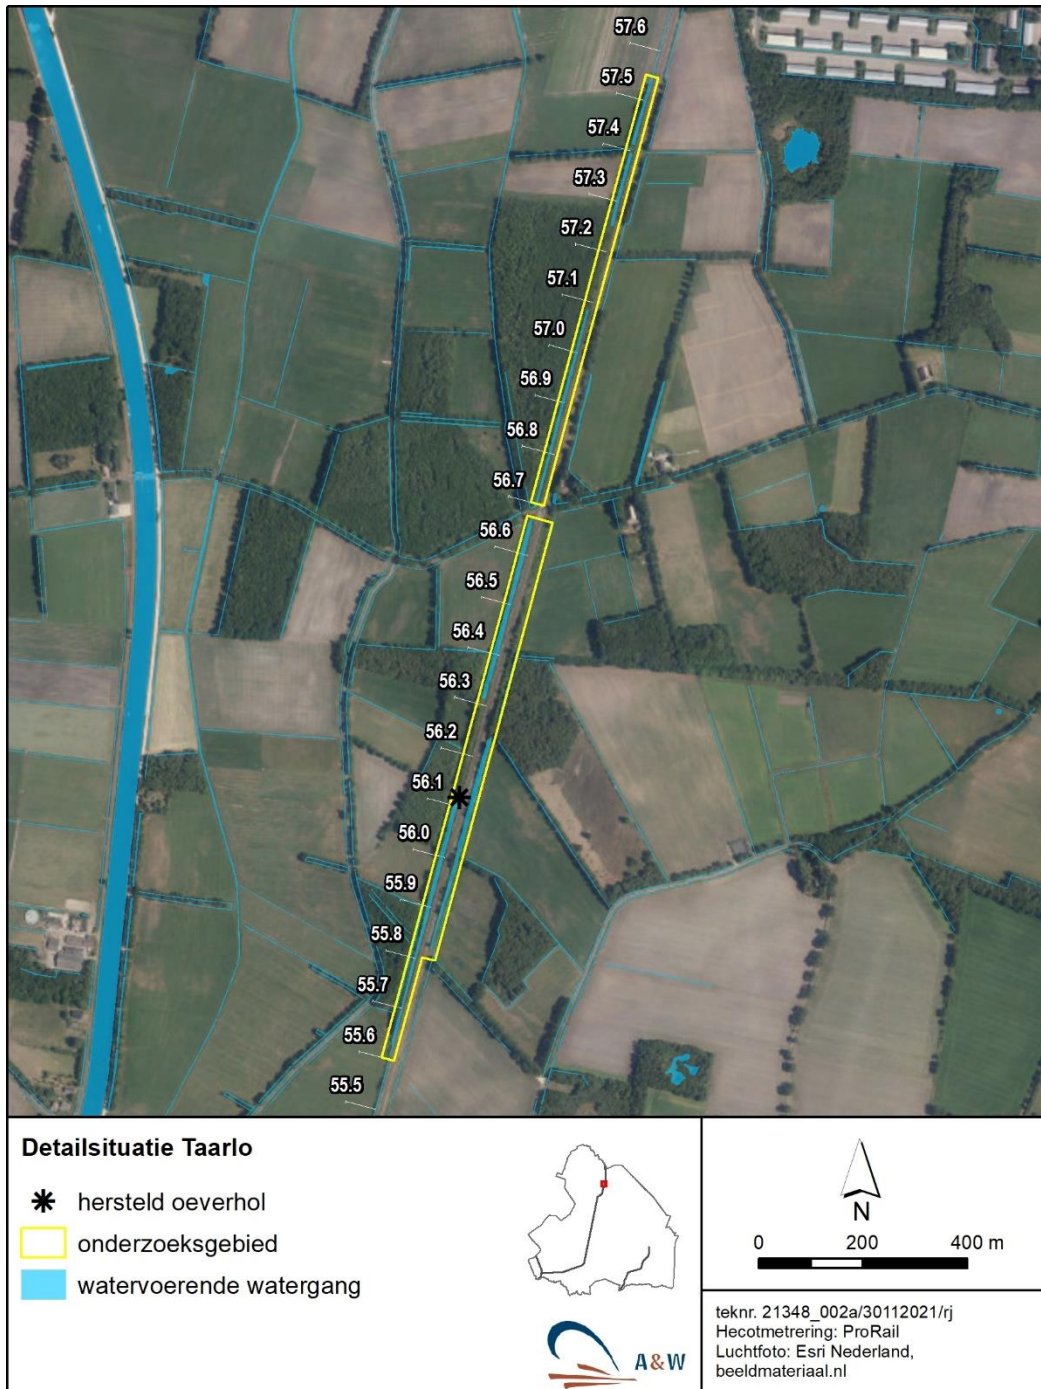 57.6
57.5
57.4
57.3
57.2
57.1
57.0
56.9
56.8
56.7
56.6
56.5
56.4
56.3
56.2
56.1
56.0
55.9
55.8
55.7
55.6
55.5
Detailsituatie Taarlo
hersteld oeverhol
onderzoeksgebied
watervoerende watergang
A&W
N
0 200 400 m
teknr. 21348_002a/30112021/rj
Hecotmetrering: ProRail
Luchtfoto: Esri Nederland,
beeldmateriaal.nl